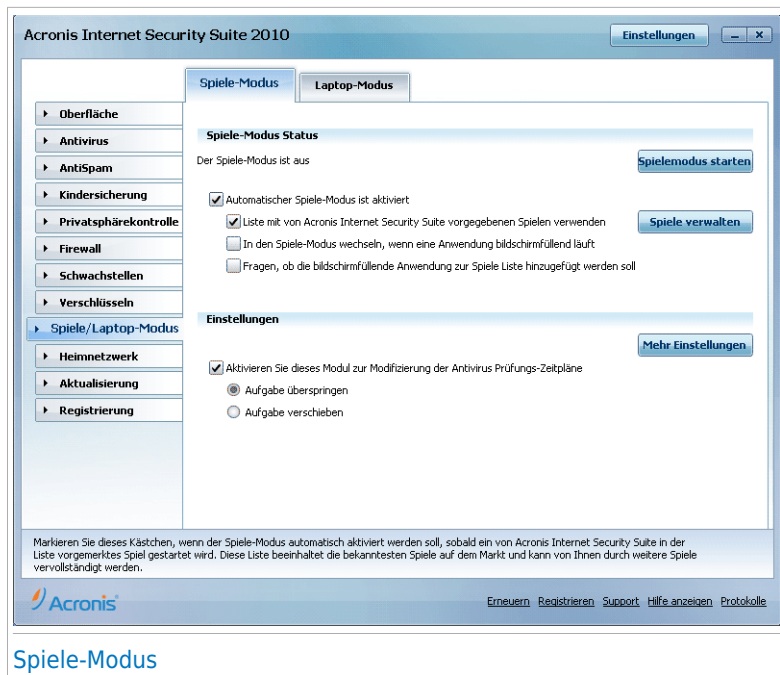 Acronis Internet Security Suite 2010
Einstellungen
Spiele-Modus
Laptop-Modus
Oberfläche
Antivirus
AntiSpam
Kindersicherung
Privatsphärekontrolle
Firewall
Schwachstellen
Verschlüsseln
Spiele/Laptop-Modus
Heimnetzwerk
Aktualisierung
Registrierung
Spiele-Modus Status
Der Spiele-Modus ist aus
Spielemodus starten
Automatischer Spiele-Modus ist aktiviert
Liste mit von Acronis Internet Security Suite vorgegebenen Spielen verwenden
Spiele verwalten
In den Spiele-Modus wechseln, wenn eine Anwendung bildschirmfüllend läuft
Fragen, ob die bildschirmfüllende Anwendung zur Spiele Liste hinzugefügt werden soll
Einstellungen
Mehr Einstellungen
Aktivieren Sie dieses Modul zur Modifizierung der Antivirus Prüfungs-Zeitpläne
Aufgabe überspringen
Aufgabe verschieben
Markieren Sie dieses Kästchen, wenn der Spiele-Modus automatisch aktiviert werden soll, sobald ein von Acronis Internet Security Suite in der
Liste vorgemerktes Spiel gestartet wird. Diese Liste beeinhaltet die bekanntesten Spiele auf dem Markt und kann von Ihnen durch weitere Spiele
vervollständigt werden.
Acronis
Erneuern Registrieren Support Hilfe anzeigen Protokolle
Spiele-Modus